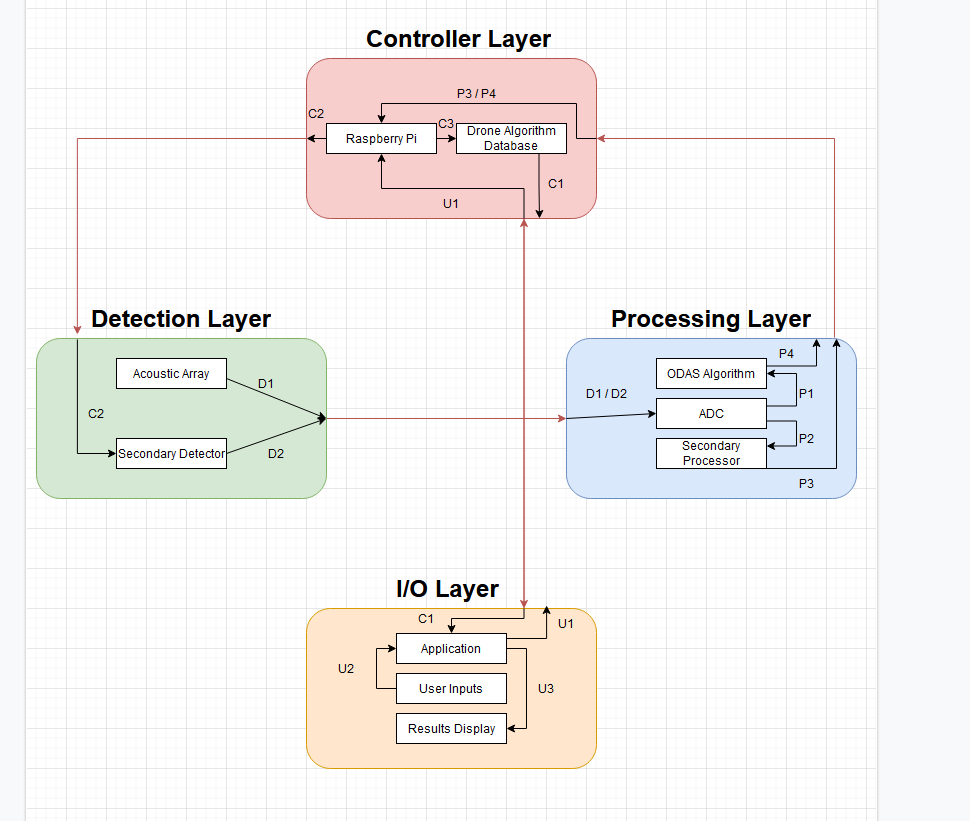 Controller Layer
P3 / P4
C2
C3
Raspberry Pi
Drone Algorithm
Database
C1
U1
Detection Layer
Acoustic Array
D1
C2
Secondary Detector
D2
Processing Layer
P4
ODAS Algorithm
D1 / D2
P1
ADC
P2
Secondary
Processor
P3
I/O Layer
C1
U1
Application
U2
User Inputs
U3
Results Display